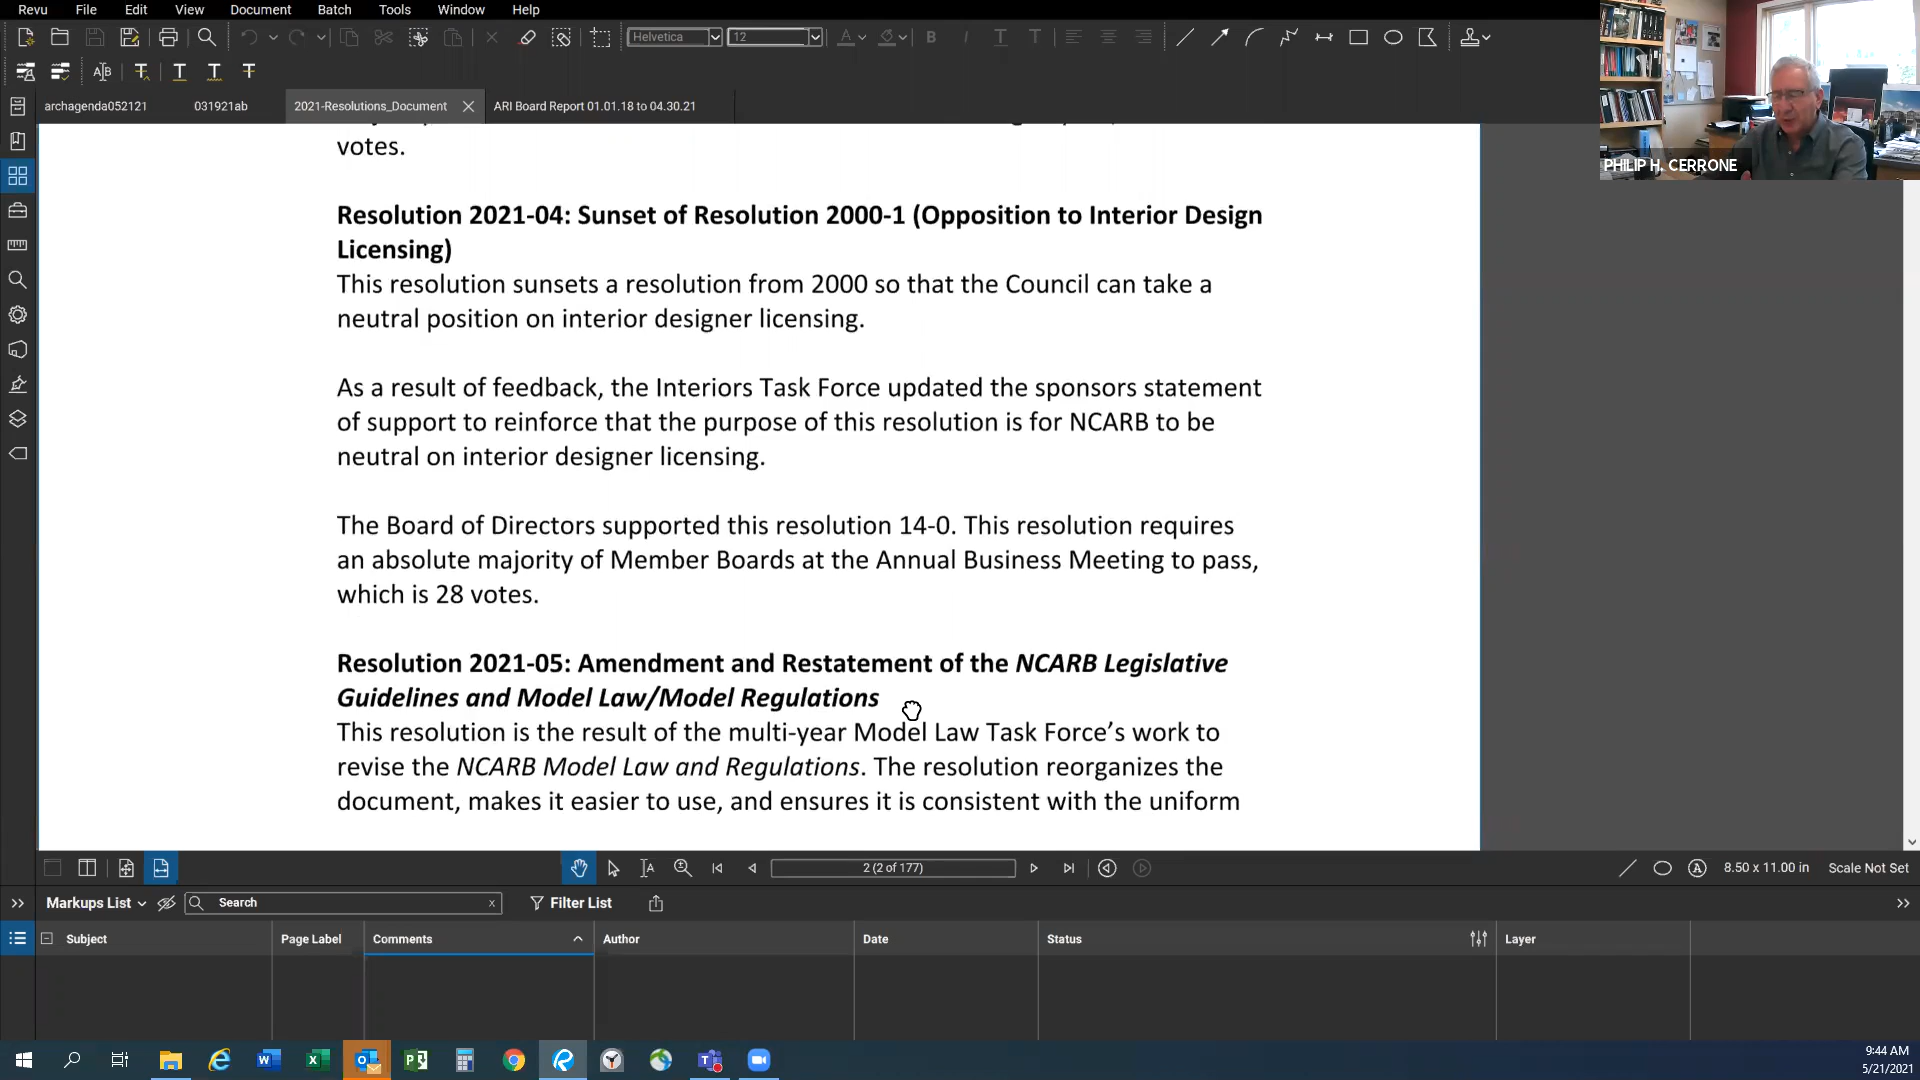 Revu File Edit View Document Batch Tools Window Help
Helvetica 12
archagenda052121 031921ab 2021-Resolutions_Document ARI Board Report 01.01.18 to 04.30.21
PHILIP H. CERRONE
votes.
Resolution 2021-04: Sunset of Resolution 2000-1 (Opposition to Interior Design
Licensing)
This resolution sunsets a resolution from 2000 so that the Council can take a
neutral position on interior designer licensing.
As a result of feedback, the Interiors Task Force updated the sponsors statement
of support to reinforce that the purpose of this resolution is for NCARB to be
neutral on interior designer licensing.
The Board of Directors supported this resolution 14-0. This resolution requires
an absolute majority of Member Boards at the Annual Business Meeting to pass,
which is 28 votes.
Resolution 2021-05: Amendment and Restatement of the NCARB Legislative
Guidelines and Model Law/Model Regulations
This resolution is the result of the multi-year Model Law Task Force's work to
revise the NCARB Model Law and Regulations. The resolution reorganizes the
document, makes it easier to use, and ensures it is consistent with the uniform
2 (2 of 177) 8.50 x 11.00 in Scale Not Set
Markups List Search x Filter List
Subject Page Label Comments Author Date Status Layer
9:44 AM
5/21/2021